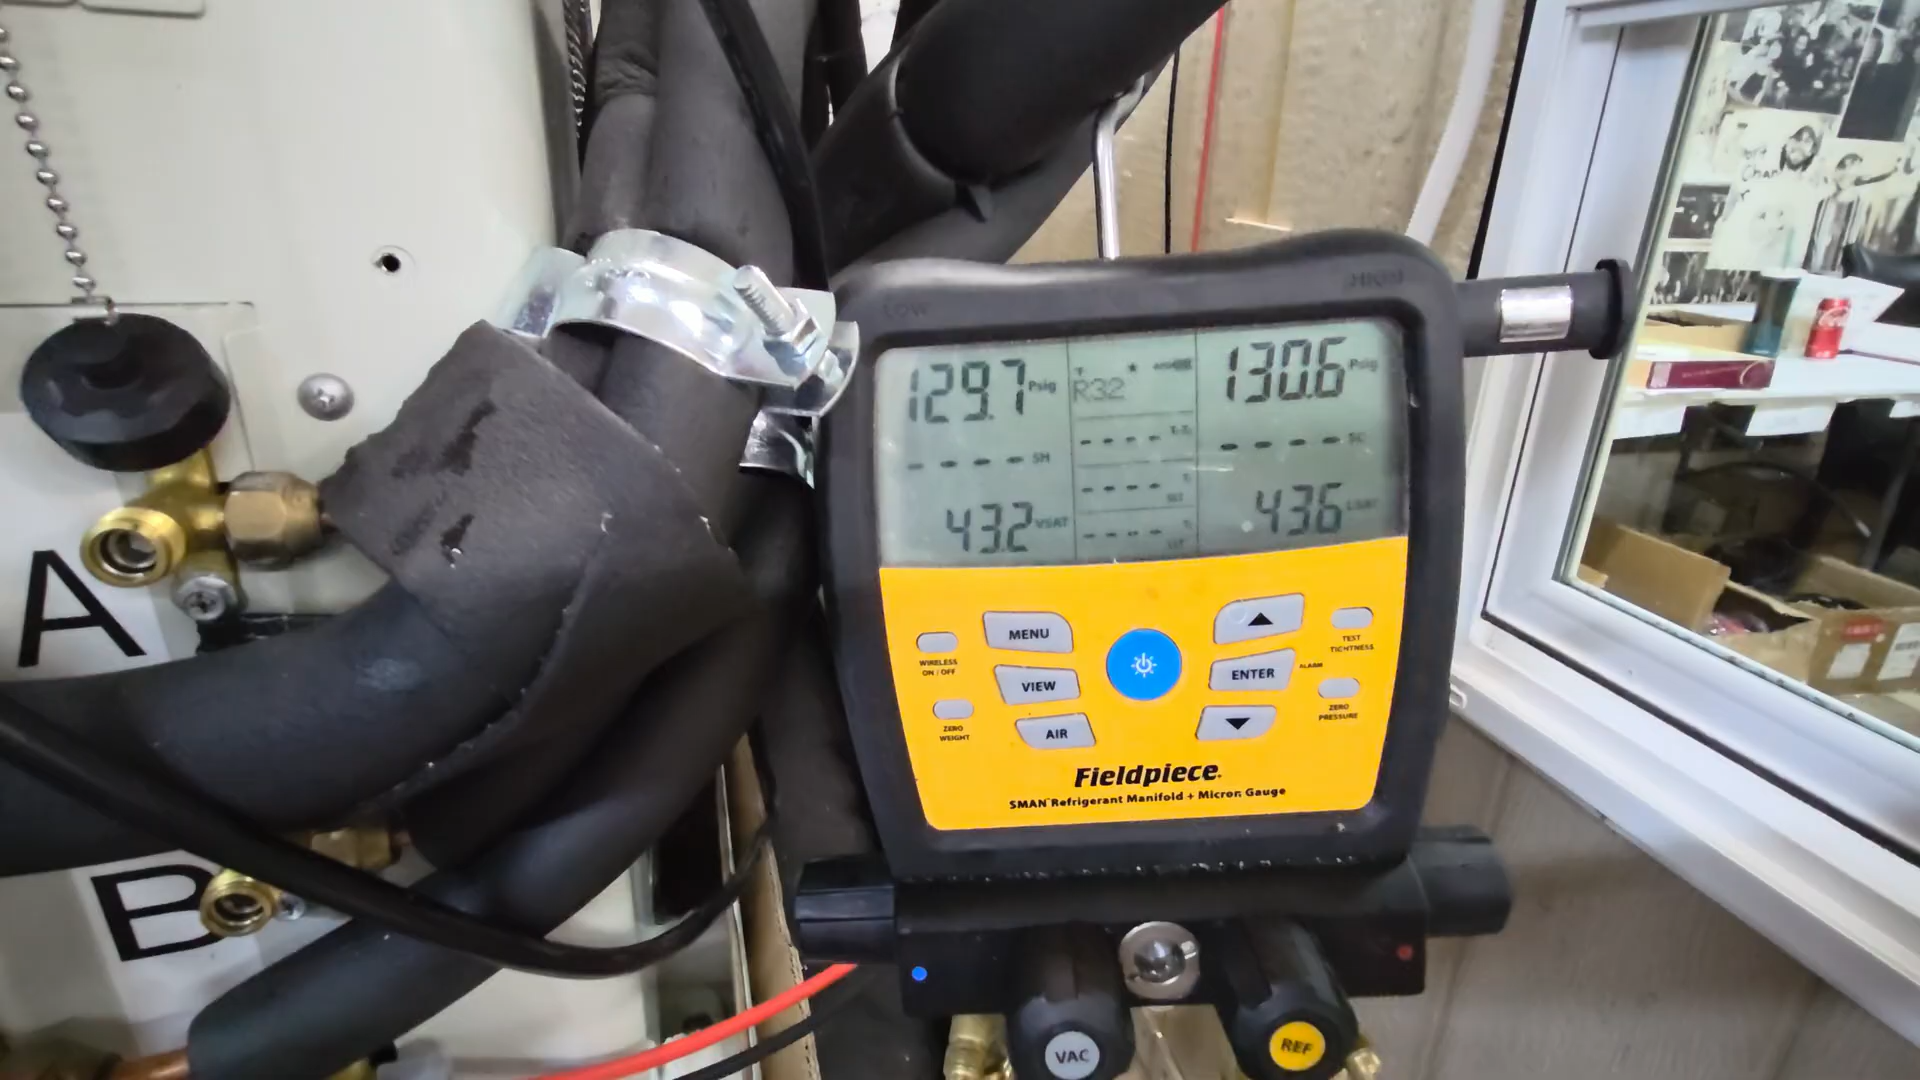 LOW
HIGH
129.7 Psig
R32
130.6 Psig
---- SH
----
---- SC
----
43.2 VSAT
----
43.6
MENU
WIRELESS
ON / OFF
VIEW
ZERO
WEIGHT
AIR
ENTER
TEST
TIGHTNESS
ALARM
ZERO
PRESSURE
Fieldpiece
SMAN Refrigerant Manifold + Micron Gauge
VAC
REF
A
B